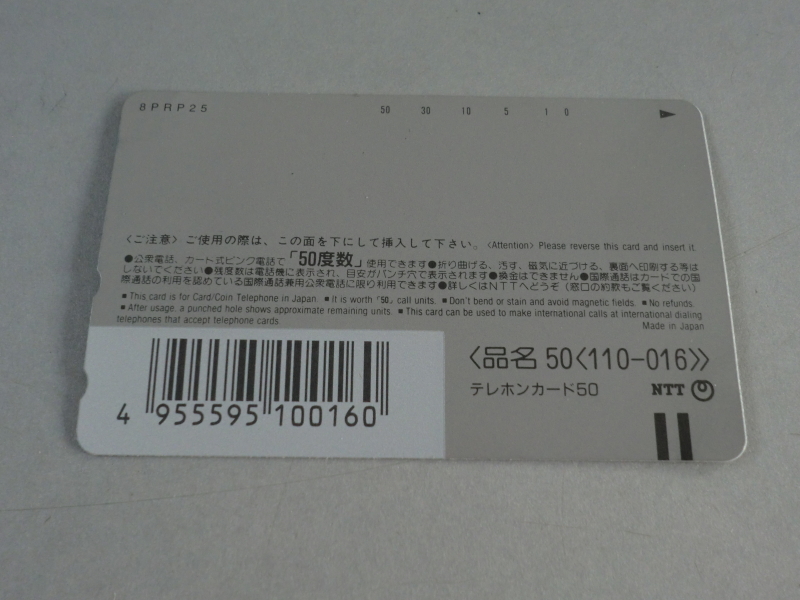 8PRP25
50 30 10 5 1 0
〈ご注意〉ご使用の際は、この面を下にして挿入して下さい。〈Attention〉Please reverse this card and insert it.
●公衆電話、カード式ピンク電話で「50度数」使用できます●折り曲げる、汚す、磁気に近づける、裏面へ印刷する等は
しないでください●残度数は電話機に表示され、目安がパンチ穴で表示されます●換金はできません●国際通話はカードでの国
際通話の利用を認めている国際通話兼用公衆電話に限り利用できます●詳しくはNTTへどうぞ（窓口の約款もご覧ください）
■ This card is for Card/Coin Telephone in Japan ■ It is worth「50」call units. ■ Don't bend or stain and avoid magnetic fields. ■ No refunds.
■ After usage, a punched hole shows approximate remaining units. ■ This card can be used to make international calls at international dialing
telephones that accept telephone cards.
Made in Japan
〈品名 50〈110-016〉〉
テレホンカード50 NTT
4 955595 100160